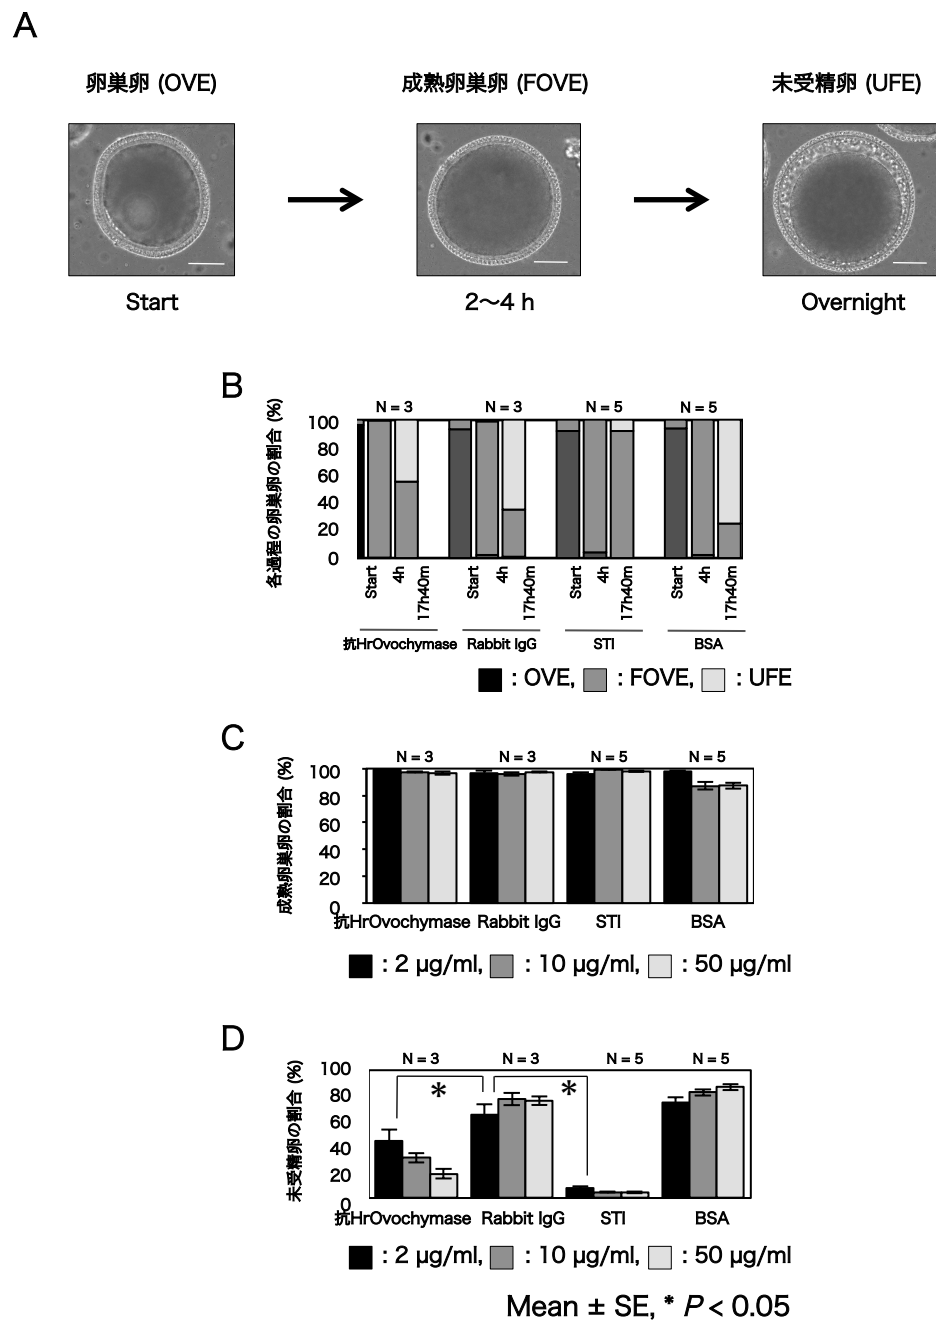 A
卵巣卵 (OVE)
成熟卵巣卵 (FOVE)
未受精卵 (UFE)
Start
2〜4 h
Overnight
B
各過程の卵巣卵の割合 (%)
N = 3
N = 3
N = 5
N = 5
100
80
60
40
20
0
Start
4h
17h40m
Start
4h
17h40m
Start
4h
17h40m
Start
4h
17h40m
抗HrOvochymase
Rabbit IgG
STI
BSA
: OVE, : FOVE, : UFE
C
成熟卵巣卵の割合 (%)
N = 3
N = 3
N = 5
N = 5
100
80
60
40
20
0
抗HrOvochymase
Rabbit IgG
STI
BSA
: 2 µg/ml, : 10 µg/ml, : 50 µg/ml
D
未受精卵の割合 (%)
N = 3
N = 3
N = 5
N = 5
100
80
60
40
20
0
*
*
抗HrOvochymase
Rabbit IgG
STI
BSA
: 2 µg/ml, : 10 µg/ml, : 50 µg/ml
Mean ± SE, * P < 0.05